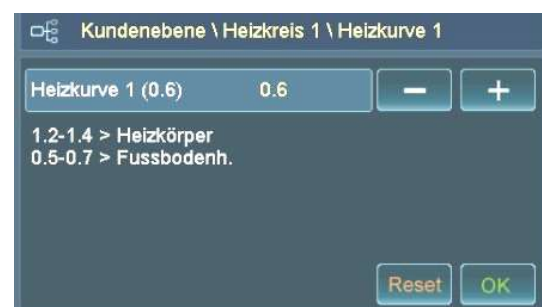 Kundenebene \ Heizkreis 1 \ Heizkurve 1
Heizkurve 1 (0.6) 0.6 − +
1.2-1.4 > Heizkörper
0.5-0.7 > Fussbodenh.
Reset OK